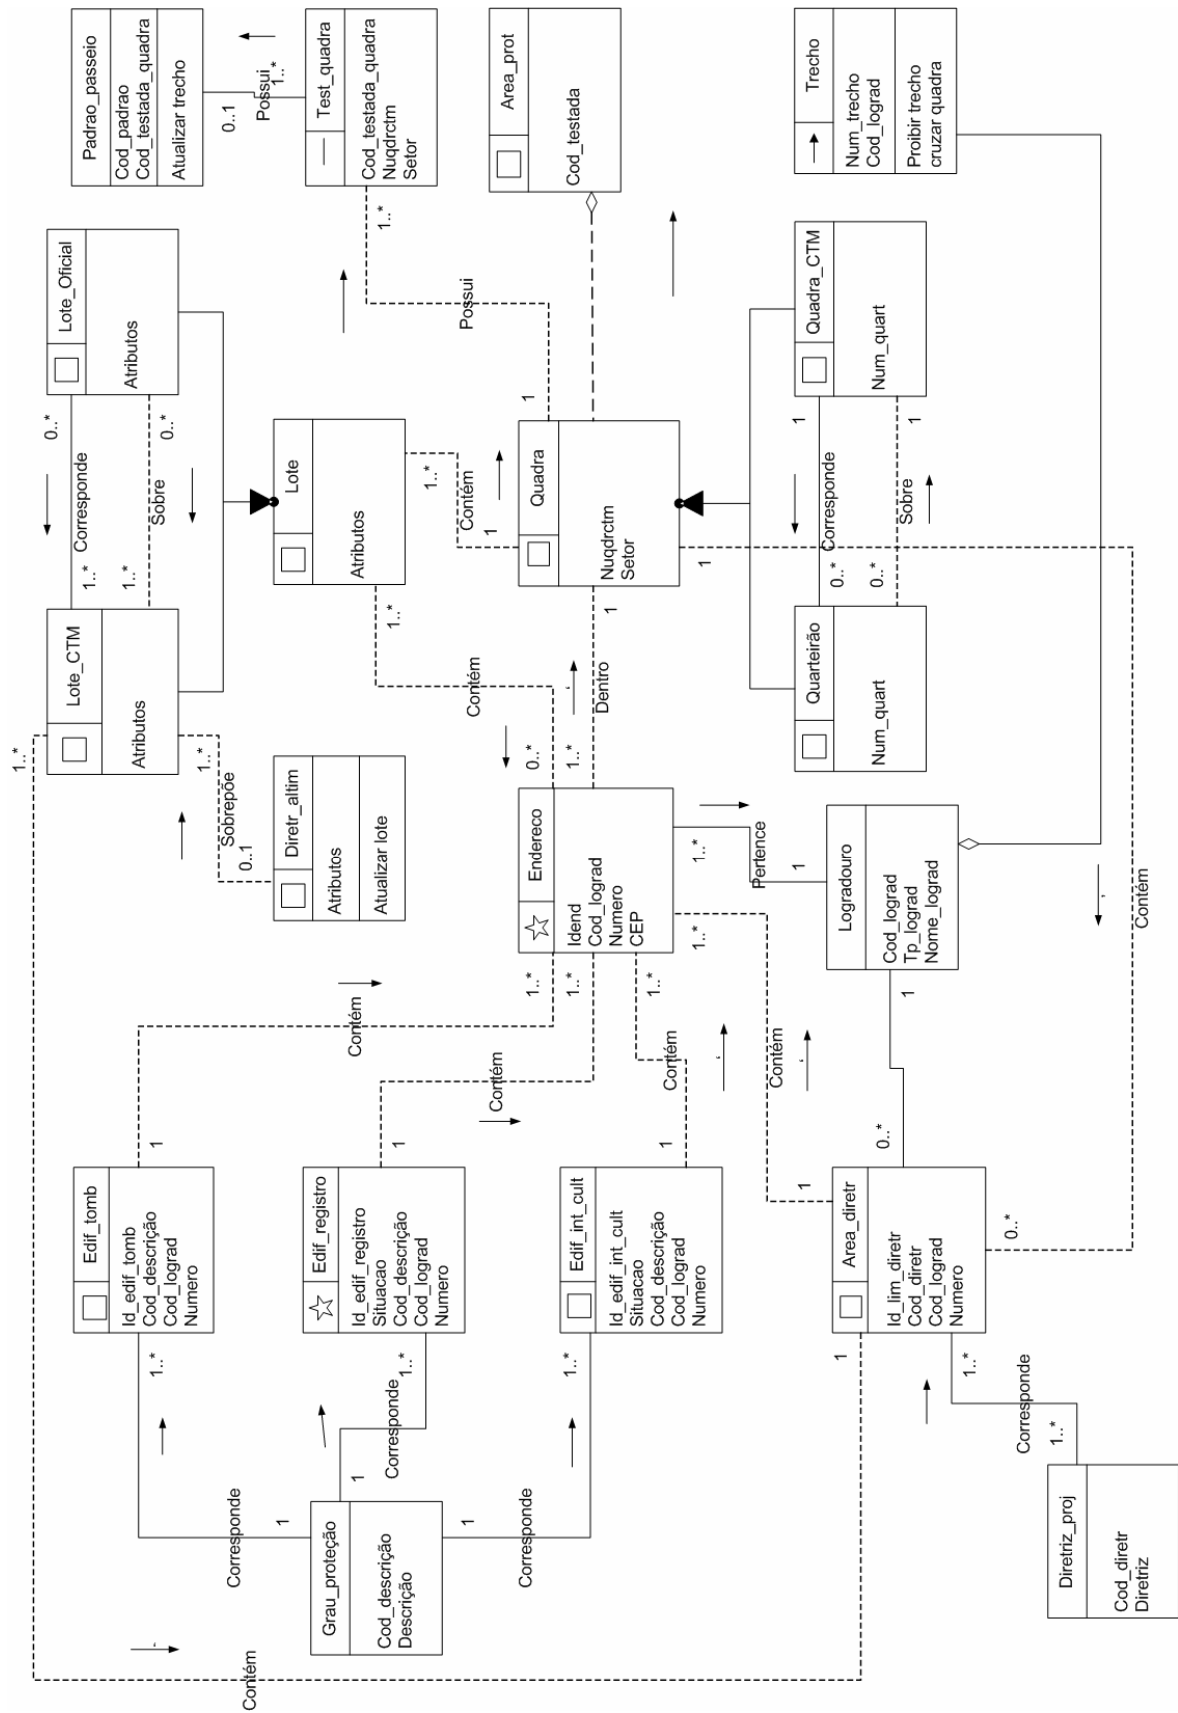 Padrao_passeio
Cod_padrao
Cod_testada_quadra
Atualizar trecho
0..1
Possui
1..*
Test_quadra
Cod_testada_quadra
Nuqdrctm
Setor
1..*
Possui
1
Area_prot
Cod_testada
Trecho
Num_trecho
Cod_lograd
Proibir trecho
cruzar quadra
Lote_Oficial
Atributos
0..*
0..*
Corresponde
Sobre
1..*
1..*
Lote_CTM
Atributos
1..*
1..*
Sobrepõe
0..1
Diretr_altim
Atributos
Atualizar lote
Lote
Atributos
1..*
Contém
1
1..*
Contém
0..*
Quadra
Nuqdrctm
Setor
1
Dentro
1..*
1
Quadra_CTM
Num_quart
1
1
Corresponde
Sobre
0..*
0..*
Quarteirão
Num_quart
Endereco
Idend
Cod_lograd
Numero
CEP
1..*
Pertence
1
Logradouro
Cod_lograd
Tp_lograd
Nome_lograd
1
0..*
Contém
0..*
1..*
1..*
1..*
1..*
Contém
Contém
Contém
Contém
1
1
1
1
Edif_tomb
Id_edif_tomb
Cod_descrição
Cod_lograd
Numero
1..*
Edif_registro
Id_edif_registro
Situacao
Cod_descrição
Cod_lograd
Numero
1..*
Edif_int_cult
Id_edif_int_cult
Situacao
Cod_descrição
Cod_lograd
Numero
1..*
Area_diretr
Id_lim_diretr
Cod_diretr
Cod_lograd
Numero
1
1..*
Corresponde
1..*
Corresponde
1
Corresponde
1
Corresponde
1
Grau_proteção
Cod_descrição
Descrição
Diretriz_proj
Cod_diretr
Diretriz
Contém